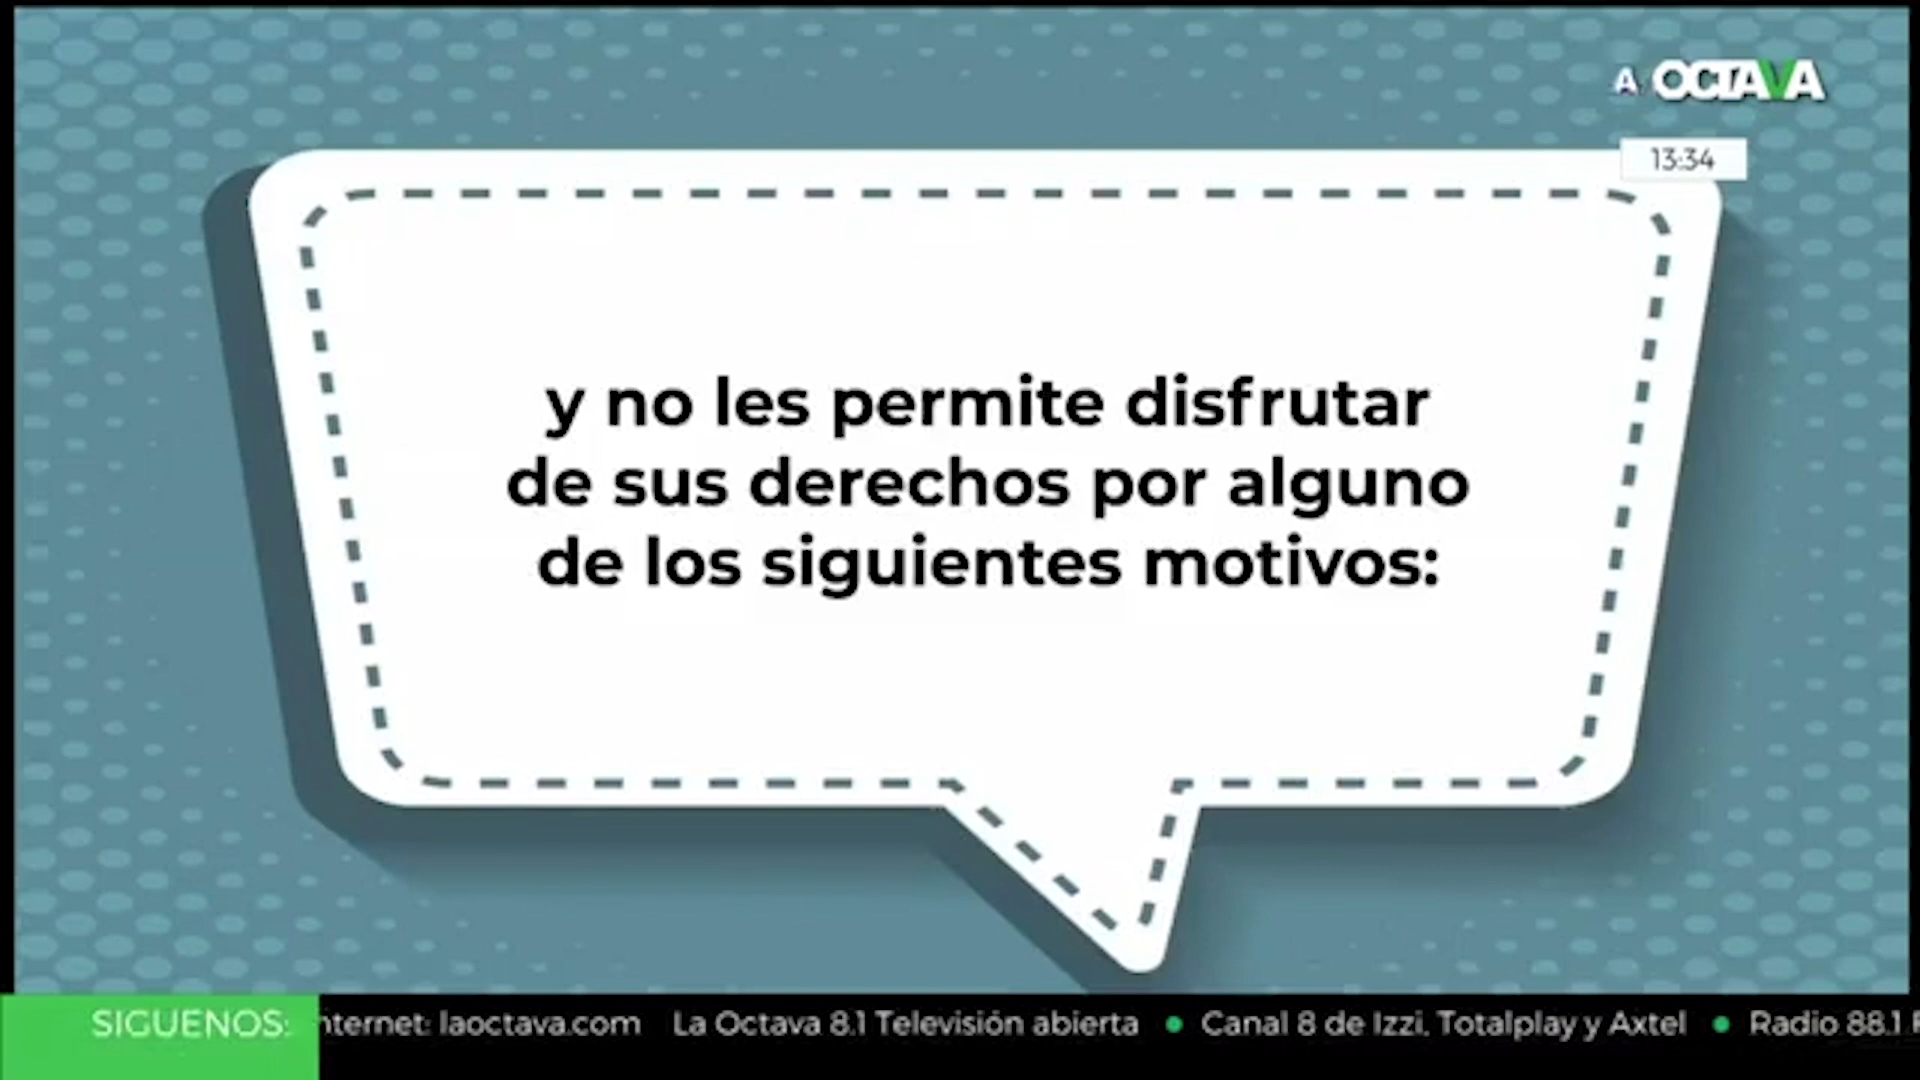 A OCTAVA
13:34
y no les permite disfrutar
de sus derechos por alguno
de los siguientes motivos:
SIGUENOS: nternet: laoctava.com La Octava 8.1 Televisión abierta • Canal 8 de Izzi, Totalplay y Axtel • Radio 88.1 F